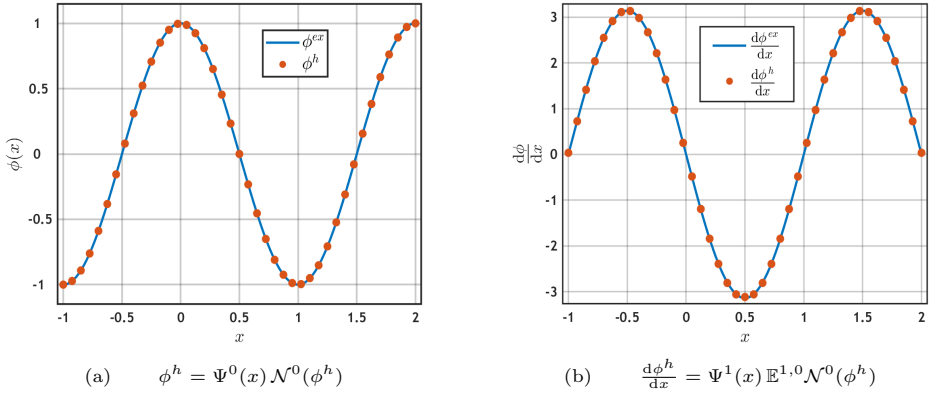 1
0.5
0
-0.5
-1
-1 -0.5 0 0.5 1 1.5 2
ϕ(x)
x
ϕ^{ex}
ϕ^h
3
2
1
0
-1
-2
-3
-1 -0.5 0 0.5 1 1.5 2
dϕ/dx
x
dϕ^{ex}/dx
dϕ^h/dx
(a) ϕ^h = Ψ^0(x) 𝒩^0(ϕ^h)
(b) dϕ^h/dx = Ψ^1(x) 𝔼^{1,0}𝒩^0(ϕ^h)